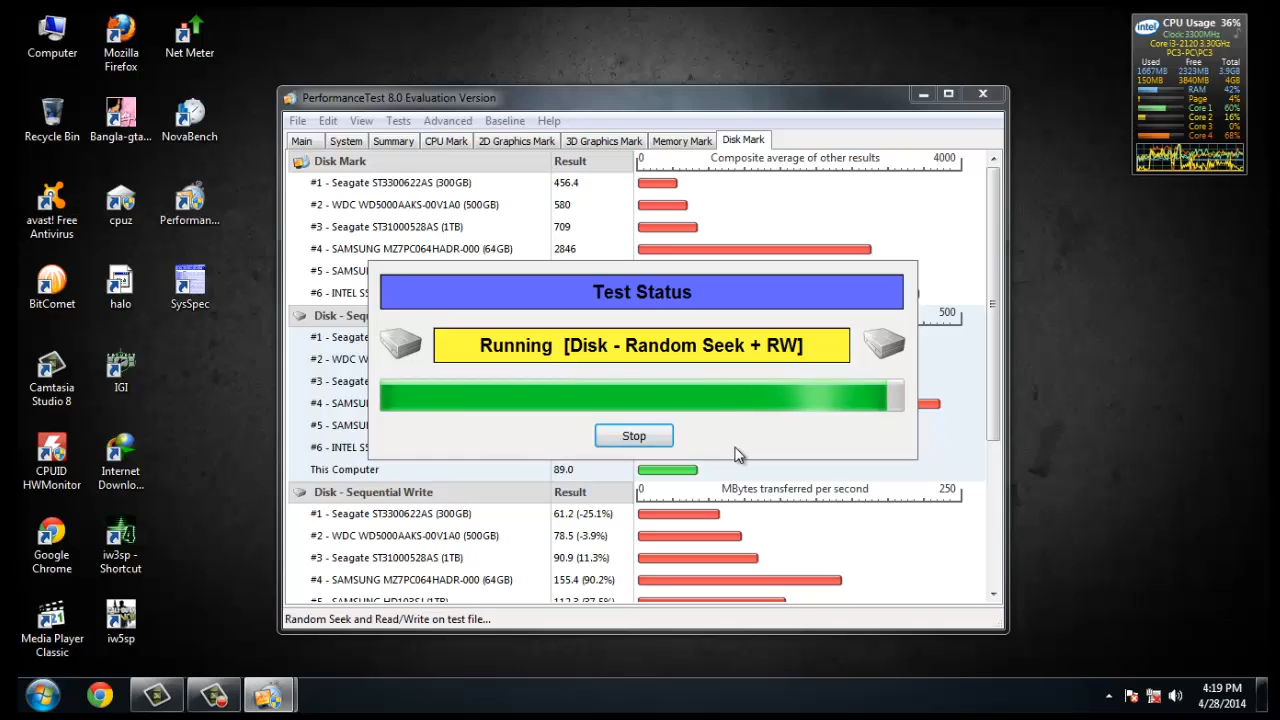 Computer
Mozilla
Firefox
Net Meter
Recycle Bin
Bangla-gta...
NovaBench
avast! Free
Antivirus
cpuz
Performan...
BitComet
halo
SysSpec
Camtasia
Studio 8
IGI
CPUID
HWMonitor
Internet
Downlo...
Google
Chrome
iw3sp -
Shortcut
Media Player
Classic
iw5sp
PerformanceTest 8.0 Evaluation Version
File Edit View Tests Advanced Baseline Help
Main System Summary CPU Mark 2D Graphics Mark 3D Graphics Mark Memory Mark Disk Mark
Disk Mark Result 0 Composite average of other results 4000
#1 - Seagate ST3300622AS (300GB) 456.4
#2 - WDC WD5000AAKS-00V1A0 (500GB) 580
#3 - Seagate ST31000528AS (1TB) 709
#4 - SAMSUNG MZ7PC064HADR-000 (64GB) 2846
#5 - SAMSU
#6 - INTEL S
Disk - Sequ 500
#1 - Seagate
#2 - WDC W
#3 - Seagate
#4 - SAMSU
#5 - SAMSU
#6 - INTEL S
This Computer 89.0
Test Status
Running [Disk - Random Seek + RW]
Stop
Disk - Sequential Write Result 0 MBytes transferred per second 250
#1 - Seagate ST3300622AS (300GB) 61.2 (-25.1%)
#2 - WDC WD5000AAKS-00V1A0 (500GB) 78.5 (-3.9%)
#3 - Seagate ST31000528AS (1TB) 90.9 (11.3%)
#4 - SAMSUNG MZ7PC064HADR-000 (64GB) 155.4 (90.2%)
Random Seek and Read/Write on test file...
intel CPU Usage 36%
Clock: 3300MHz
Core i3-2120 3.30GHz
PC3-PC\PC3
Used Free Total
1667MB 2323MB 3.9GB
150MB 3840MB 4GB
RAM 42%
Page 4%
Core 1 60%
Core 2 16%
Core 3 0%
Core 4 68%
4:19 PM
4/28/2014